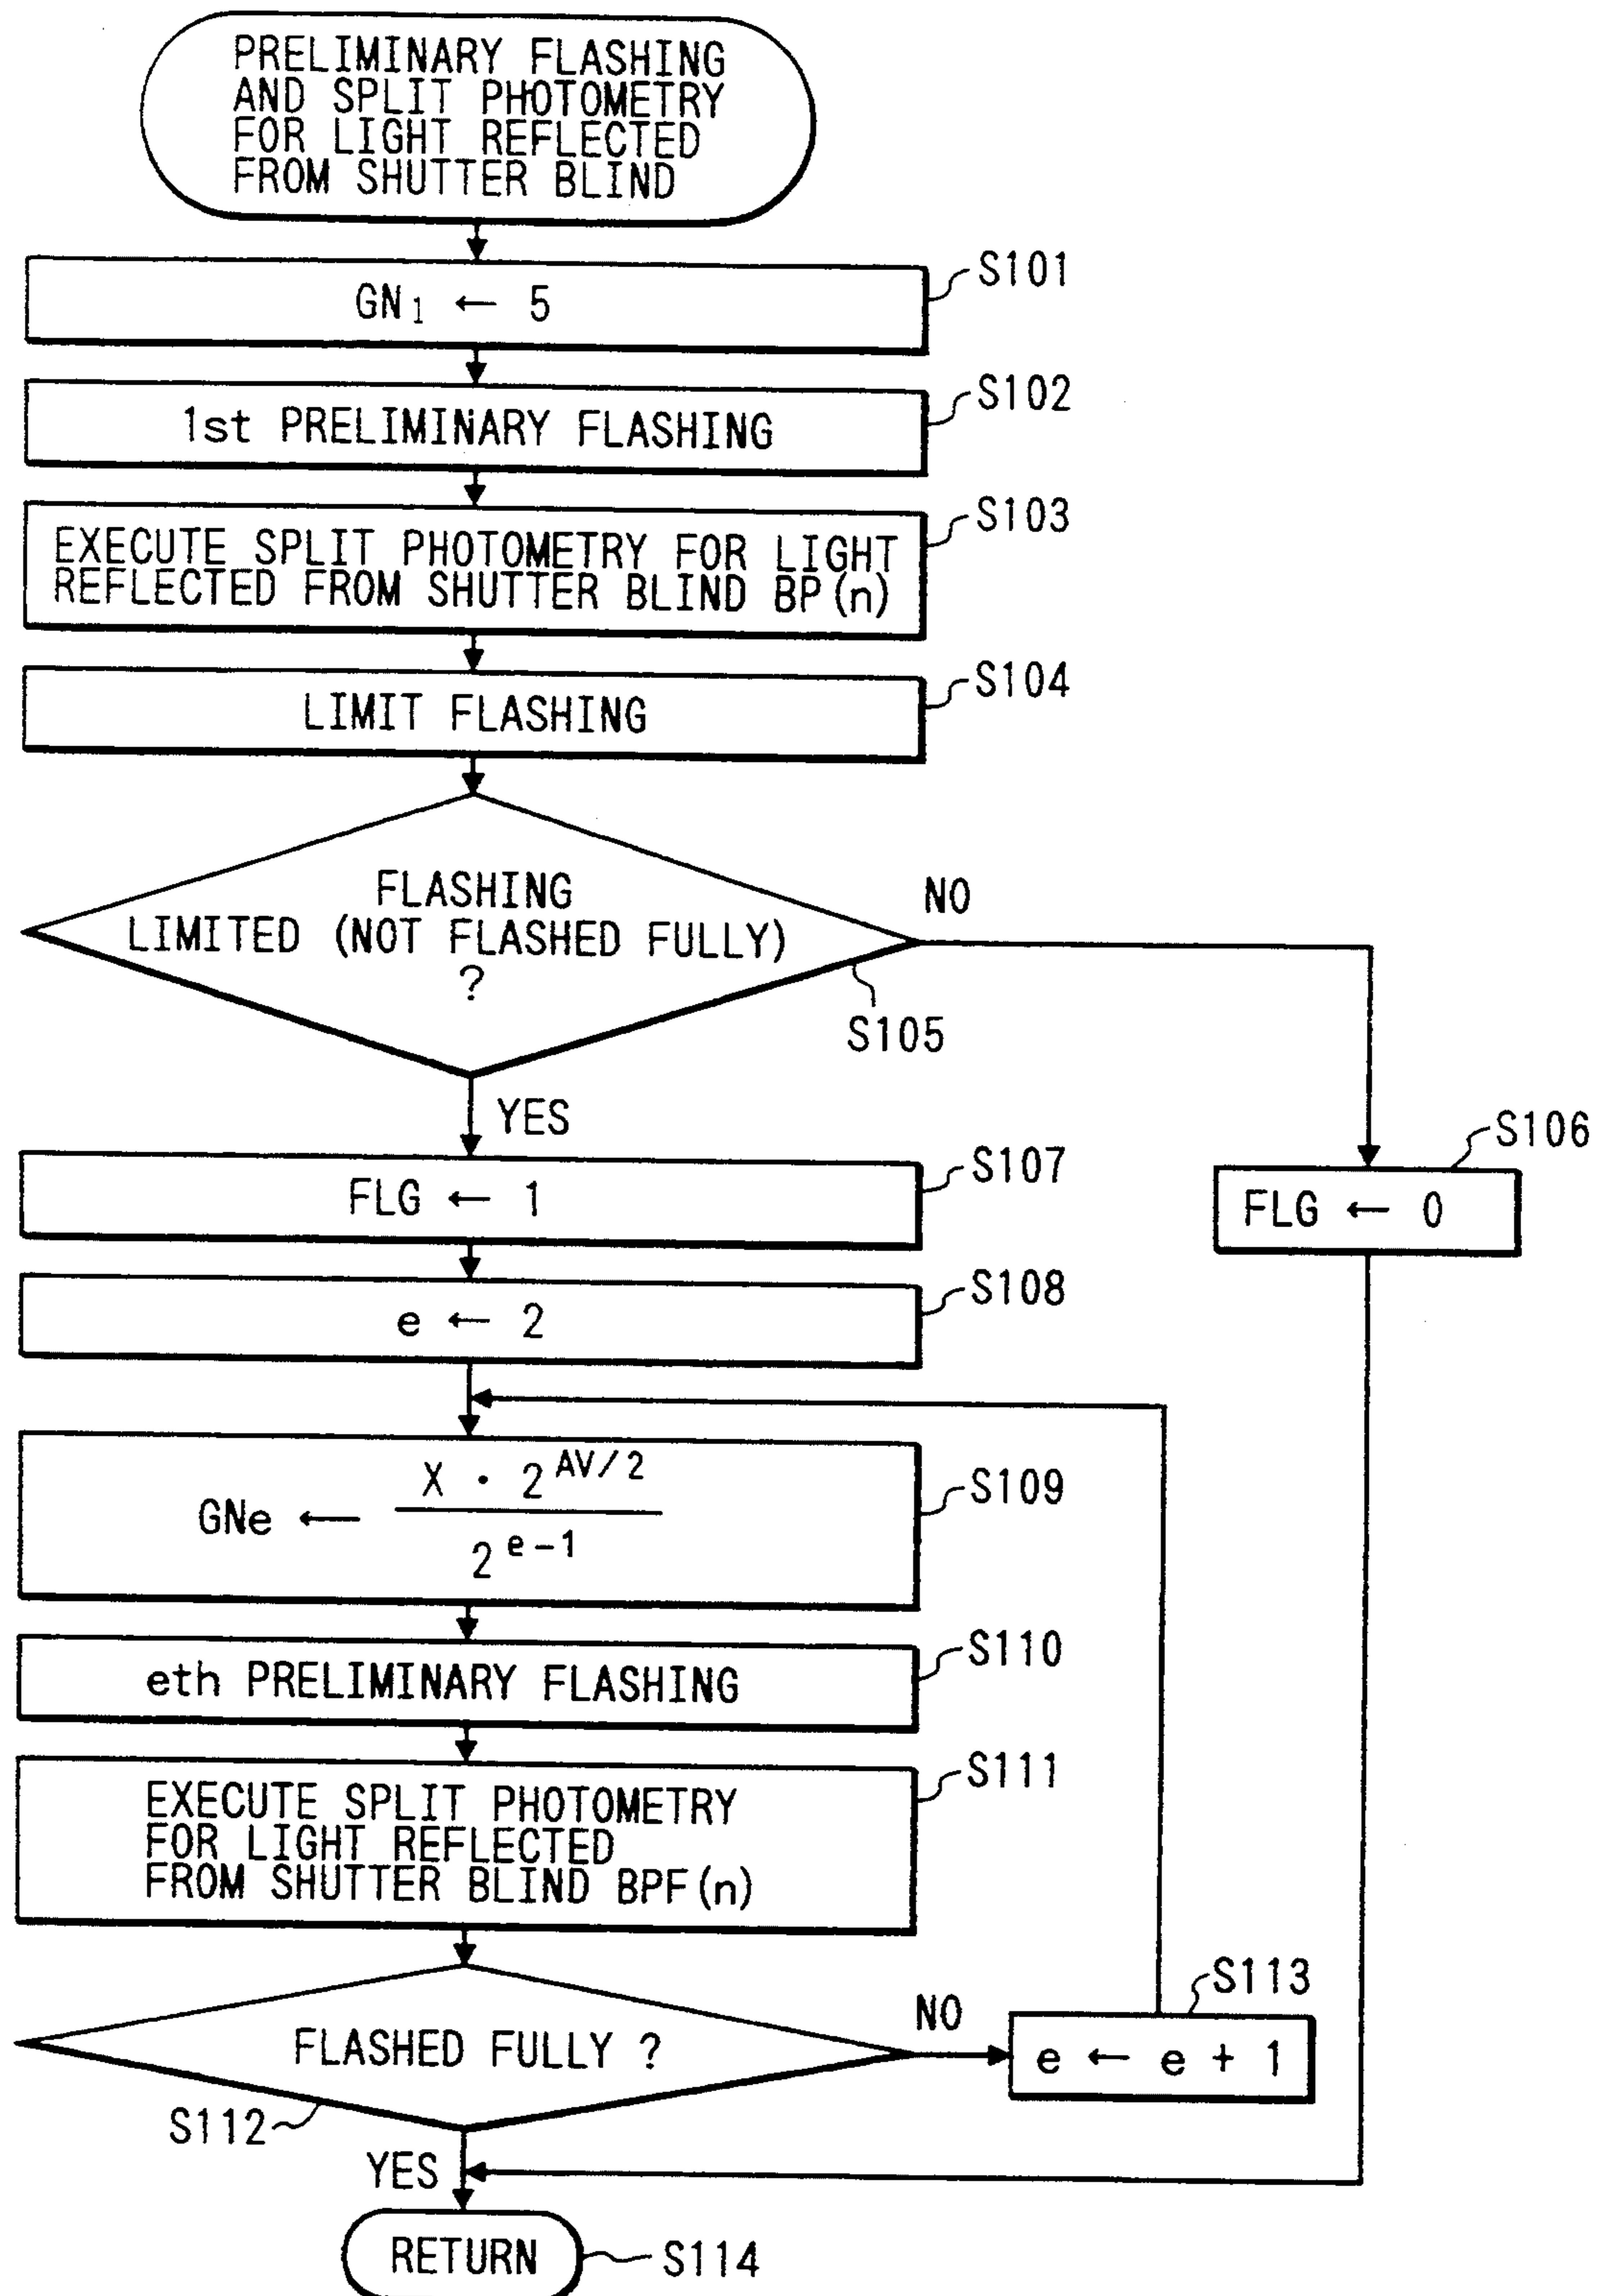 PRELIMINARY FLASHING
AND SPLIT PHOTOMETRY
FOR LIGHT REFLECTED
FROM SHUTTER BLIND
S101
GN₁ ← 5
S102
1st PRELIMINARY FLASHING
S103
EXECUTE SPLIT PHOTOMETRY FOR LIGHT
REFLECTED FROM SHUTTER BLIND BP(n)
S104
LIMIT FLASHING
FLASHING
LIMITED (NOT FLASHED FULLY)
?
NO
S105
YES
S106
FLG ← 0
S107
FLG ← 1
S108
e ← 2
S109
GNe ← X · 2^AV/2
2^e-1
S110
eth PRELIMINARY FLASHING
S111
EXECUTE SPLIT PHOTOMETRY
FOR LIGHT REFLECTED
FROM SHUTTER BLIND BPF(n)
FLASHED FULLY ?
NO
S113
e ← e + 1
S112
YES
RETURN
S114